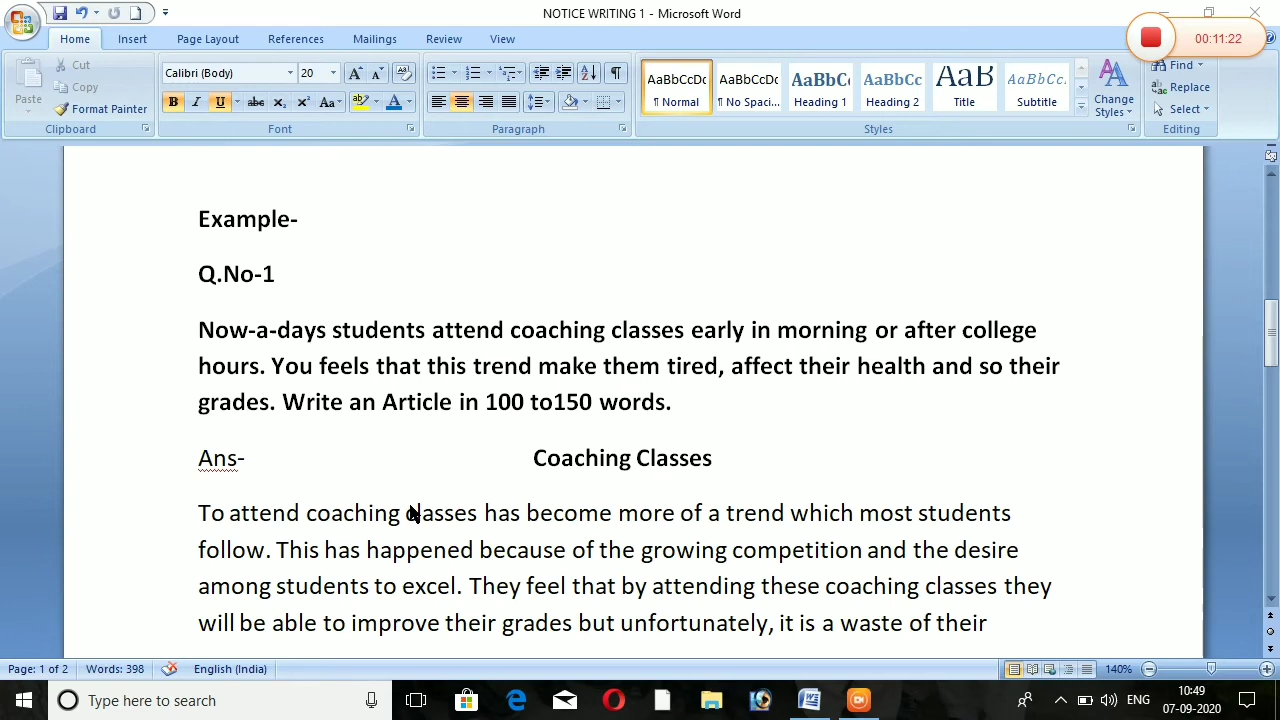 NOTICE WRITING 1 - Microsoft Word
00:11:22
Home Insert Page Layout References Mailings Review View
Paste
Cut
Copy
Format Painter
Clipboard
Calibri (Body) 20
Font
Paragraph
AaBbCcDc AaBbCcDc AaBbC AaBbCc AaB AaBbCc.
¶ Normal ¶ No Spaci... Heading 1 Heading 2 Title Subtitle
Change
Styles
Styles
Find
Replace
Select
Editing
Example-
Q.No-1
Now-a-days students attend coaching classes early in morning or after college
hours. You feels that this trend make them tired, affect their health and so their
grades. Write an Article in 100 to150 words.
Ans- Coaching Classes
To attend coaching classes has become more of a trend which most students
follow. This has happened because of the growing competition and the desire
among students to excel. They feel that by attending these coaching classes they
will be able to improve their grades but unfortunately, it is a waste of their
Page: 1 of 2 Words: 398 English (India) 140%
Type here to search
ENG
10:49
07-09-2020